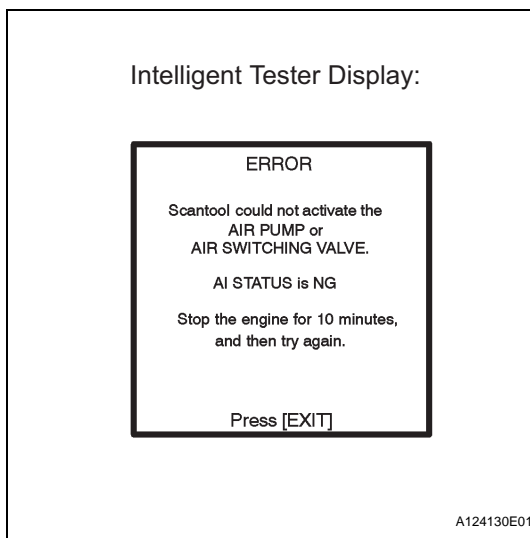 Intelligent Tester Display:
ERROR
Scantool could not activate the
AIR PUMP or
AIR SWITCHING VALVE.
AI STATUS is NG
Stop the engine for 10 minutes,
and then try again.
Press [EXIT]
A124130E01